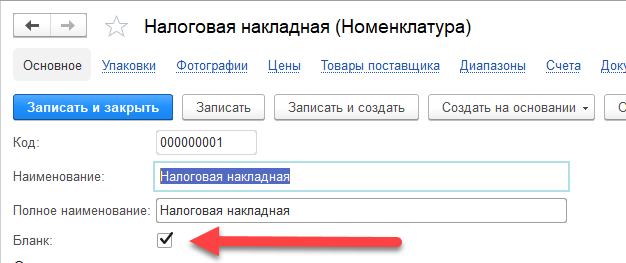 Налоговая накладная (Номенклатура)
Основное Упаковки Фотографии Цены Товары поставщика Диапазоны Счета
Записать и закрыть Записать Записать и создать Создать на основании
Код: 000000001
Наименование: Налоговая накладная
Полное наименование: Налоговая накладная
Бланк: